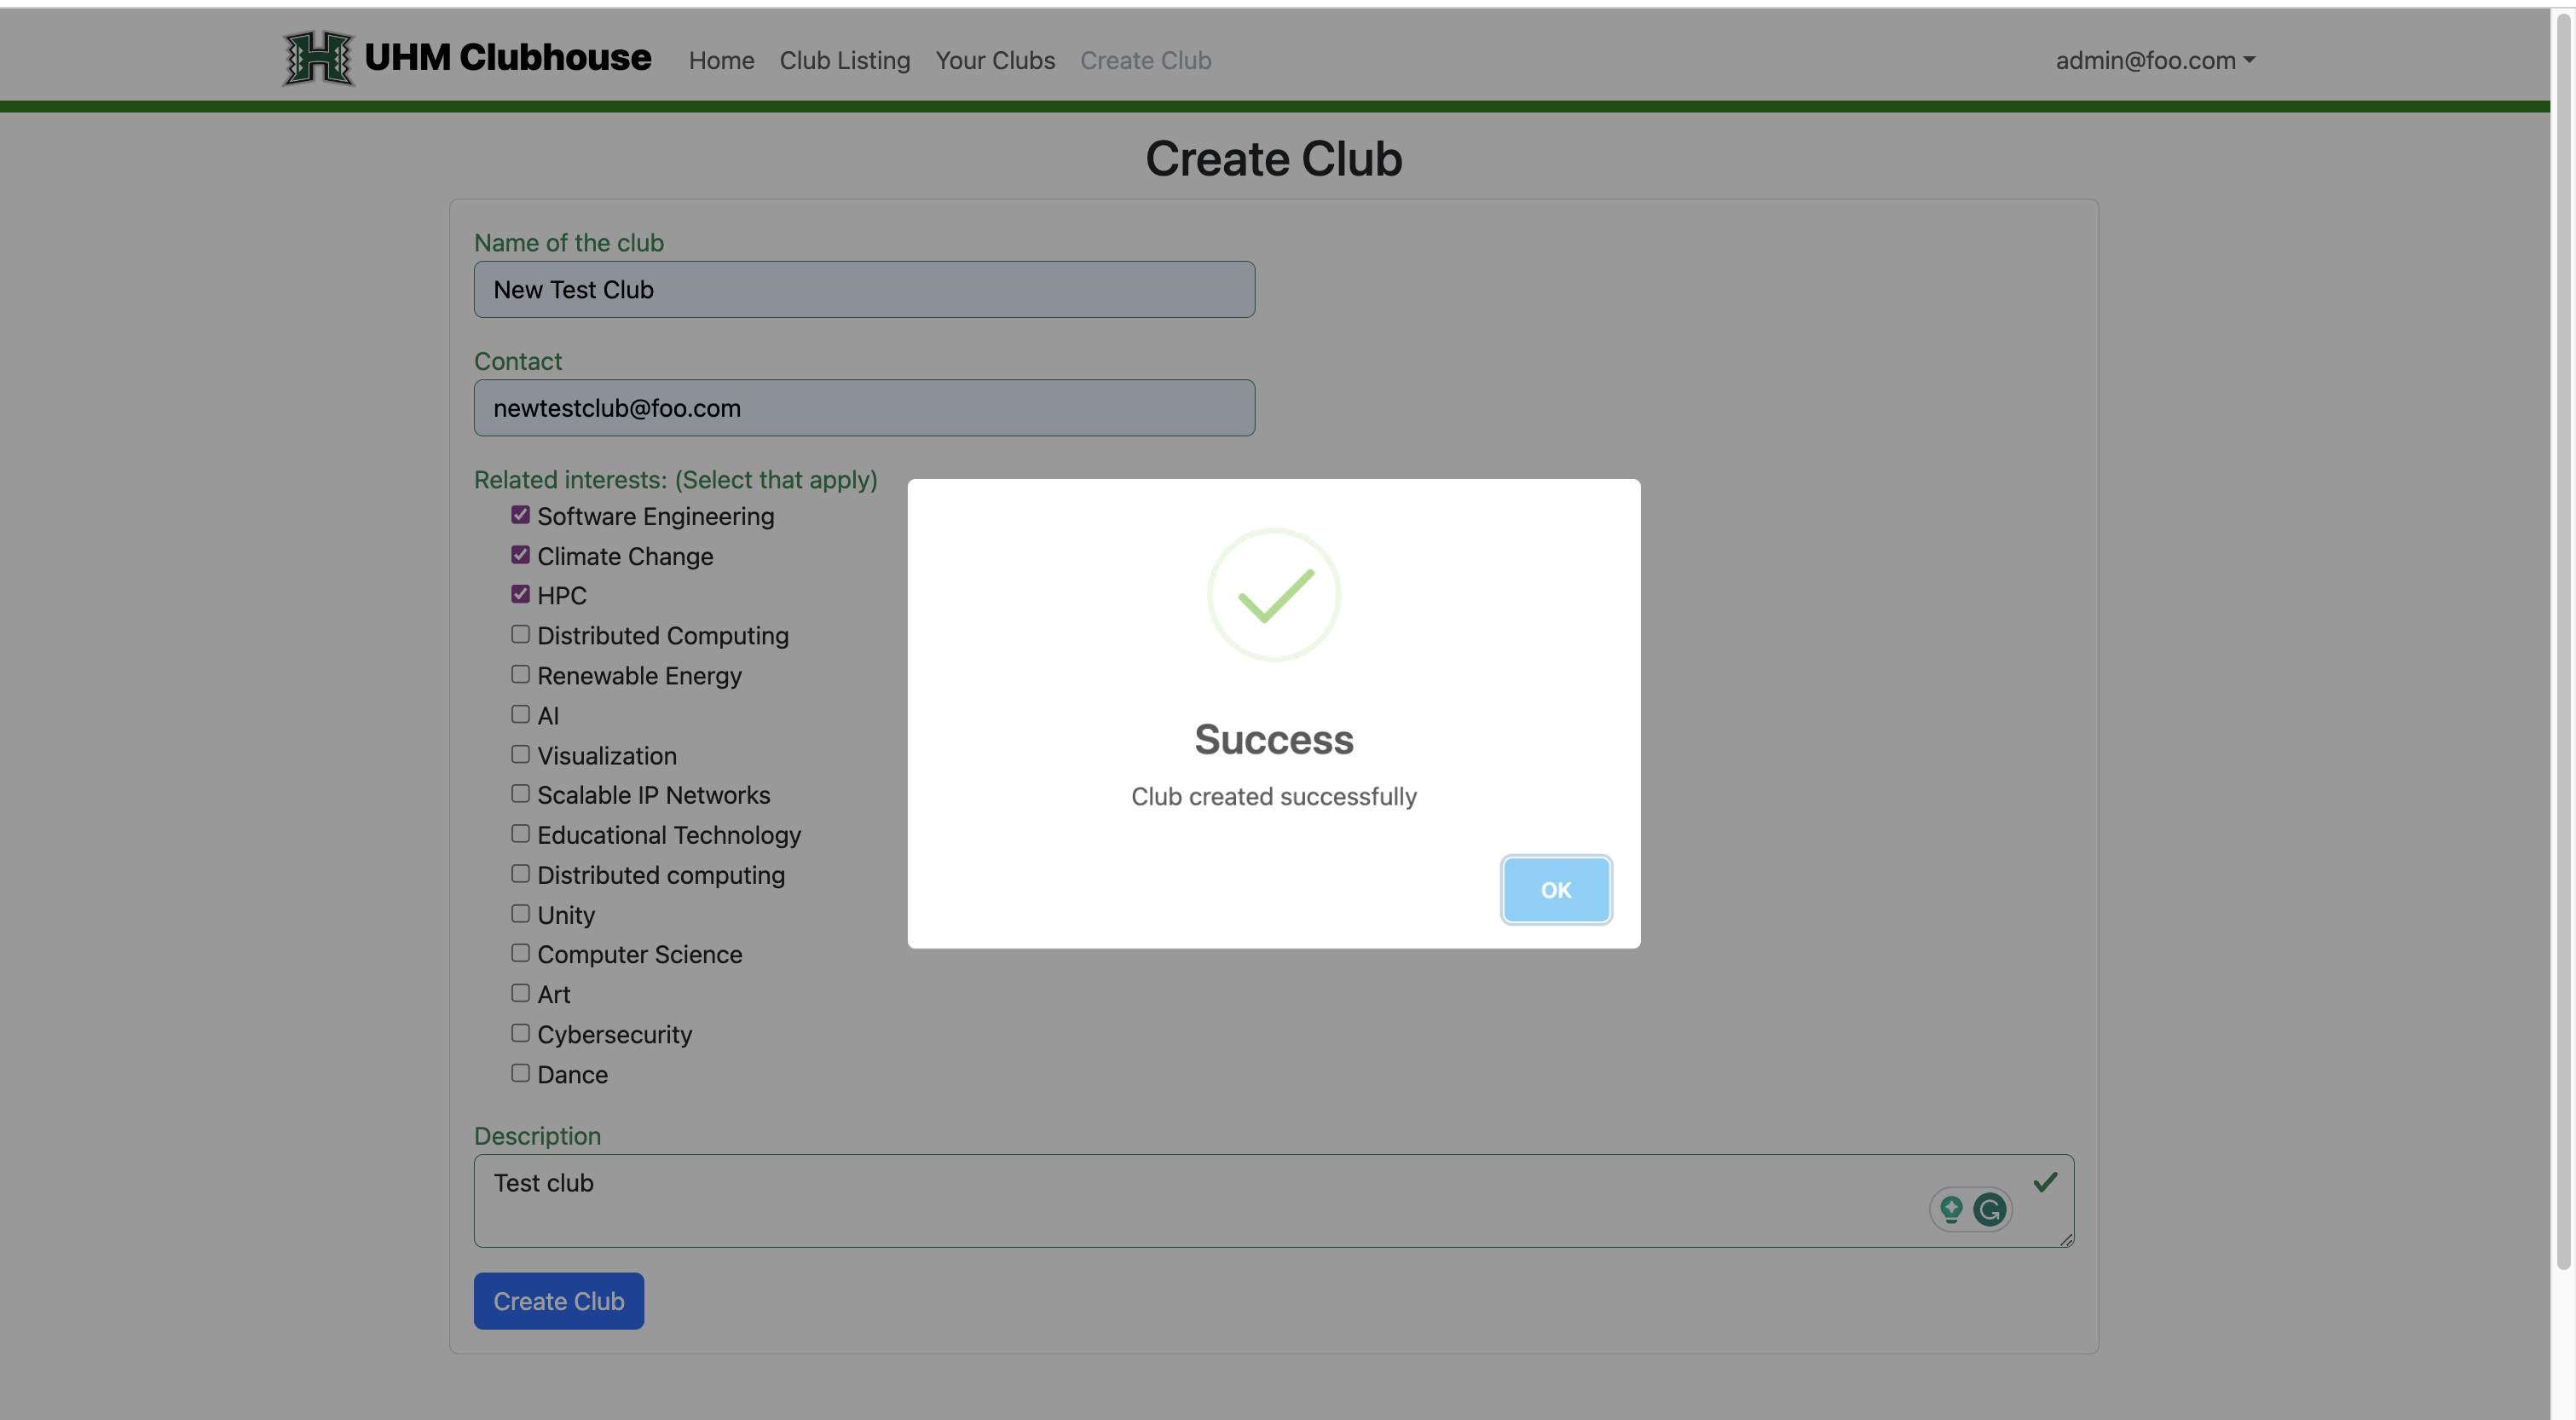 UHM Clubhouse Home Club Listing Your Clubs Create Club admin@foo.com
Create Club
Name of the club
New Test Club
Contact
newtestclub@foo.com
Related interests: (Select that apply)
Software Engineering
Climate Change
HPC
Distributed Computing
Renewable Energy
AI
Visualization
Scalable IP Networks
Educational Technology
Distributed computing
Unity
Computer Science
Art
Cybersecurity
Dance
Success
Club created successfully
OK
Description
Test club
Create Club